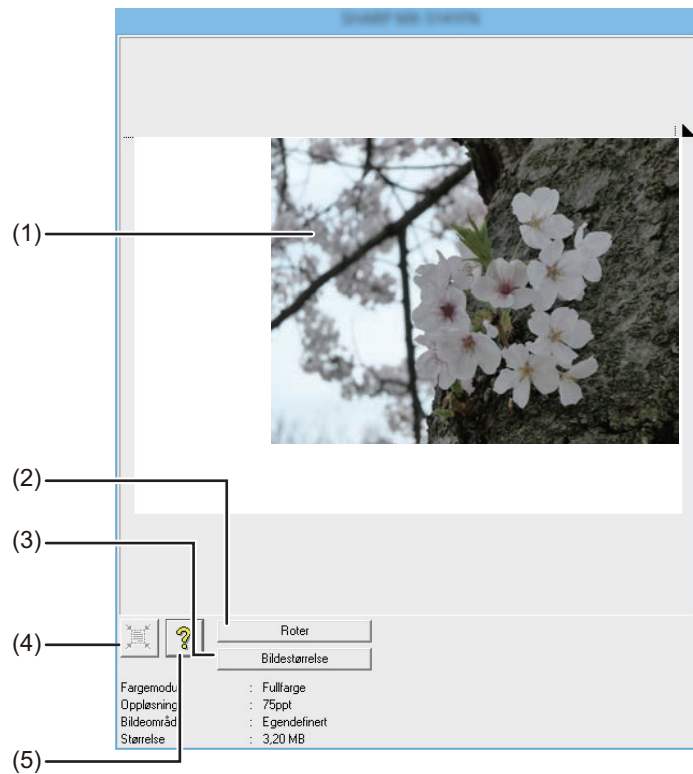 (1)
(2)
Roter
(3)
Bildestørrelse
(4)
Fargemodu : Fullfarge
Oppløsning : 75ppt
Bildeområd : Egendefinert
Størrelse : 3,20 MB
(5)